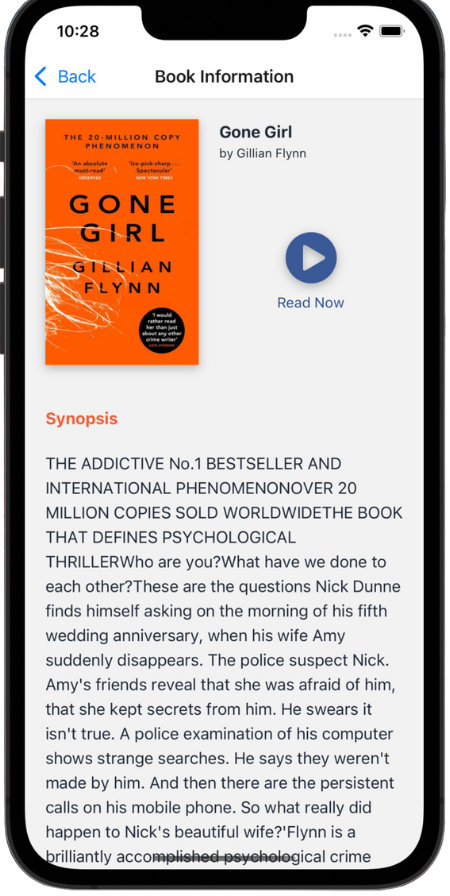 10:28
Back
Book Information
THE 20-MILLION COPY
PHENOMENON
'An absolute
must-read'
OBSERVER
'Ice-pick-sharp...
Spectacular'
NEW YORK TIMES
GONE
GIRL
GILLIAN
FLYNN
'I would
rather read
her than just
about any other
crime writer'
Gone Girl
by Gillian Flynn
Read Now
Synopsis
THE ADDICTIVE No.1 BESTSELLER AND
INTERNATIONAL PHENOMENONOVER 20
MILLION COPIES SOLD WORLDWIDETHE BOOK
THAT DEFINES PSYCHOLOGICAL
THRILLERWho are you?What have we done to
each other?These are the questions Nick Dunne
finds himself asking on the morning of his fifth
wedding anniversary, when his wife Amy
suddenly disappears. The police suspect Nick.
Amy's friends reveal that she was afraid of him,
that she kept secrets from him. He swears it
isn't true. A police examination of his computer
shows strange searches. He says they weren't
made by him. And then there are the persistent
calls on his mobile phone. So what really did
happen to Nick's beautiful wife?'Flynn is a
brilliantly accomplished psychological crime